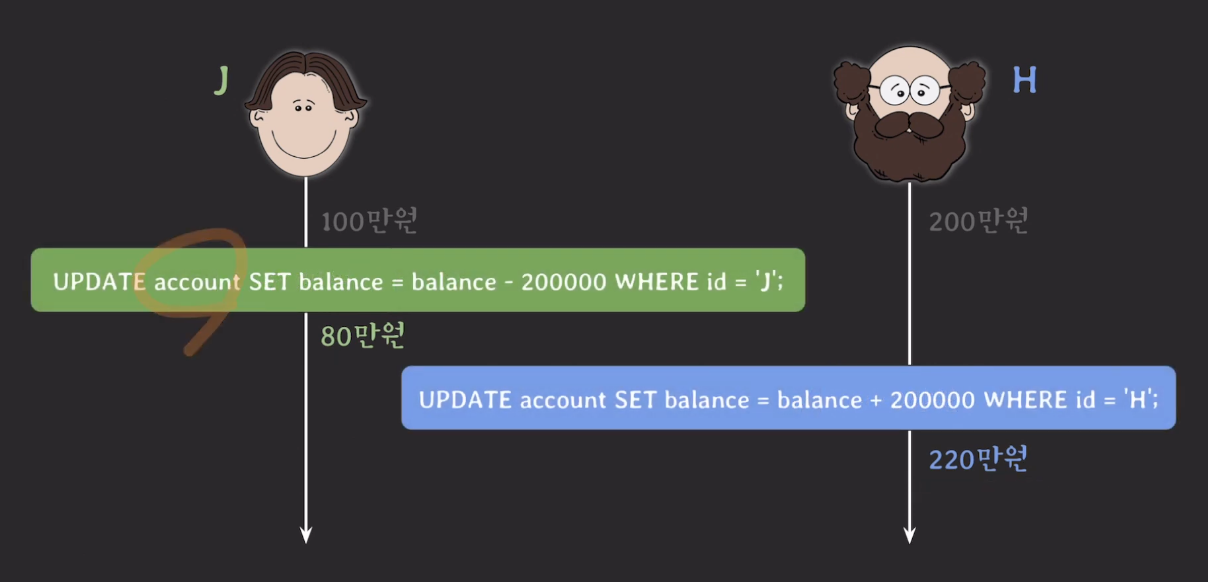 J
H
100만원
200만원
UPDATE account SET balance = balance - 200000 WHERE id = 'J';
80만원
UPDATE account SET balance = balance + 200000 WHERE id = 'H';
220만원